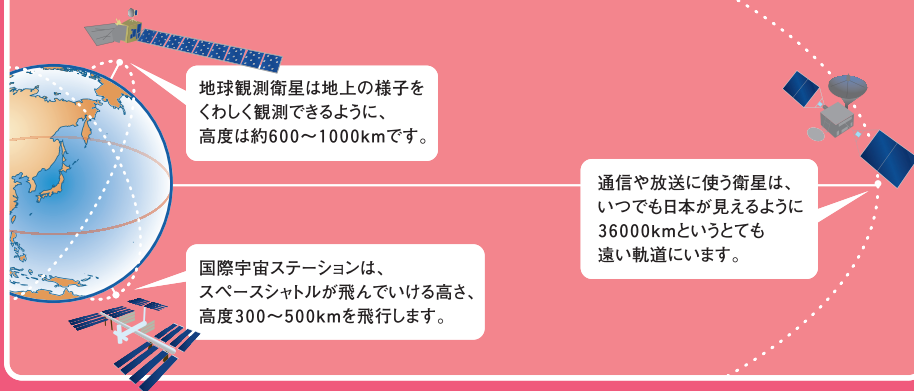 地球観測衛星は地上の様子を
くわしく観測できるように、
高度は約600〜1000kmです。
通信や放送に使う衛星は、
いつでも日本が見えるように
36000kmというとても
遠い軌道にいます。
国際宇宙ステーションは、
スペースシャトルが飛んでいける高さ、
高度300〜500kmを飛行します。